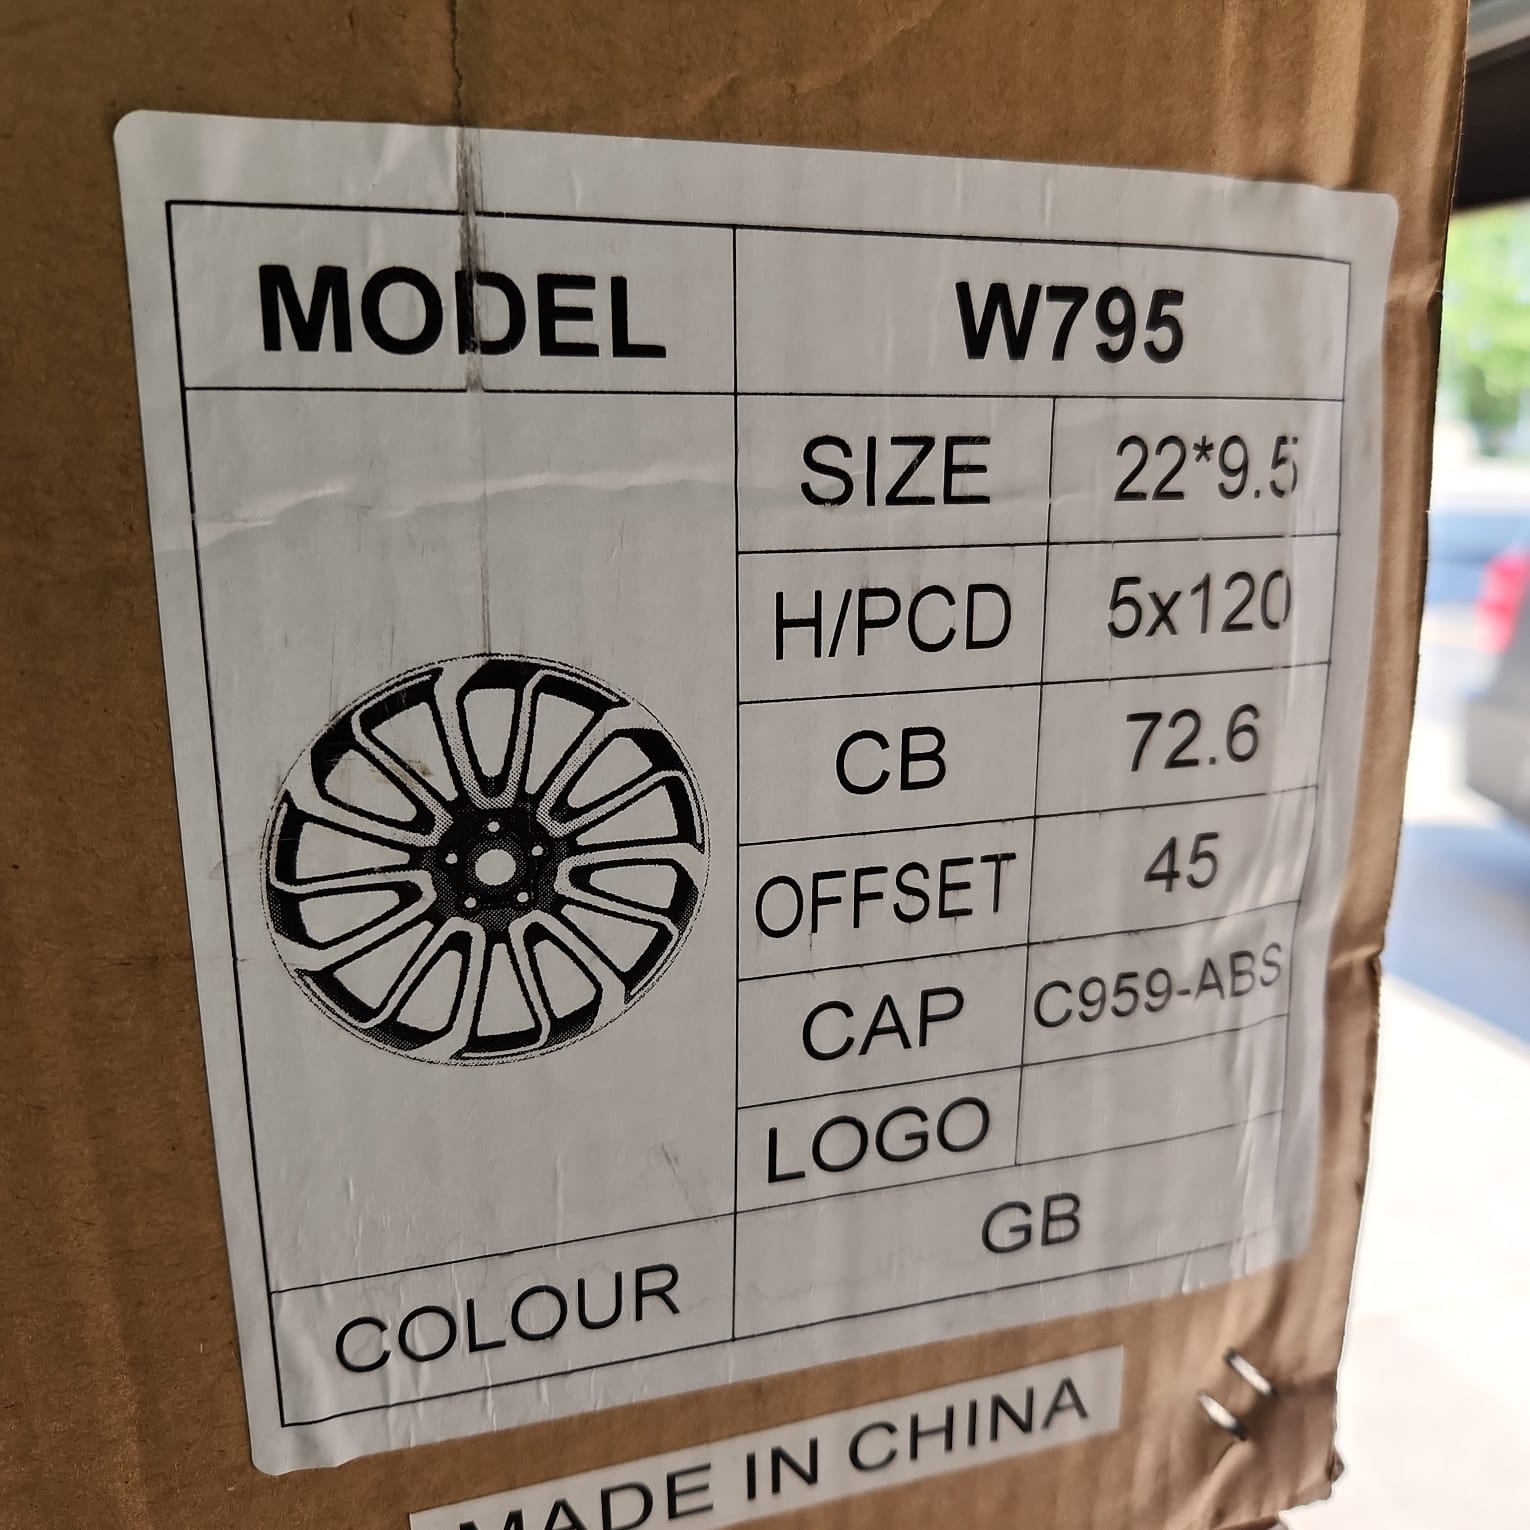 MODEL W795
SIZE 22*9.5
H/PCD 5x120
CB 72.6
OFFSET 45
CAP C959-ABS
LOGO
COLOUR GB
MADE IN CHINA